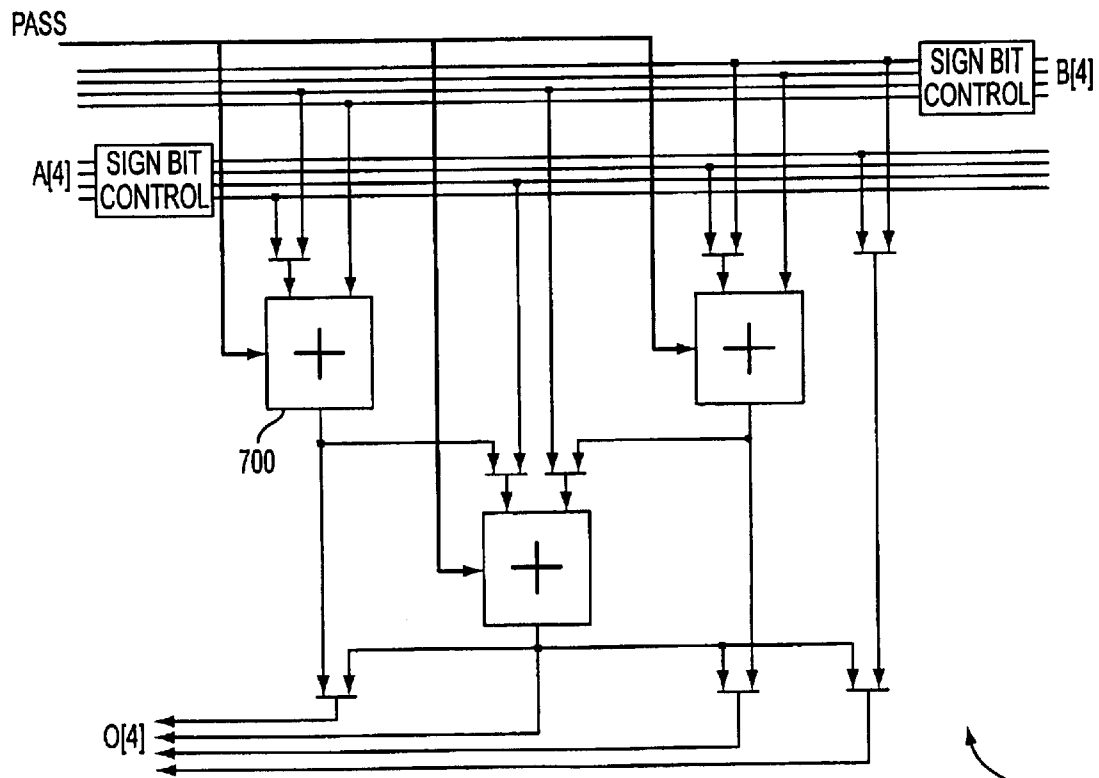 PASS
SIGN BIT
CONTROL
B[4]
A[4]
SIGN BIT
CONTROL
+
+
700
+
O[4]